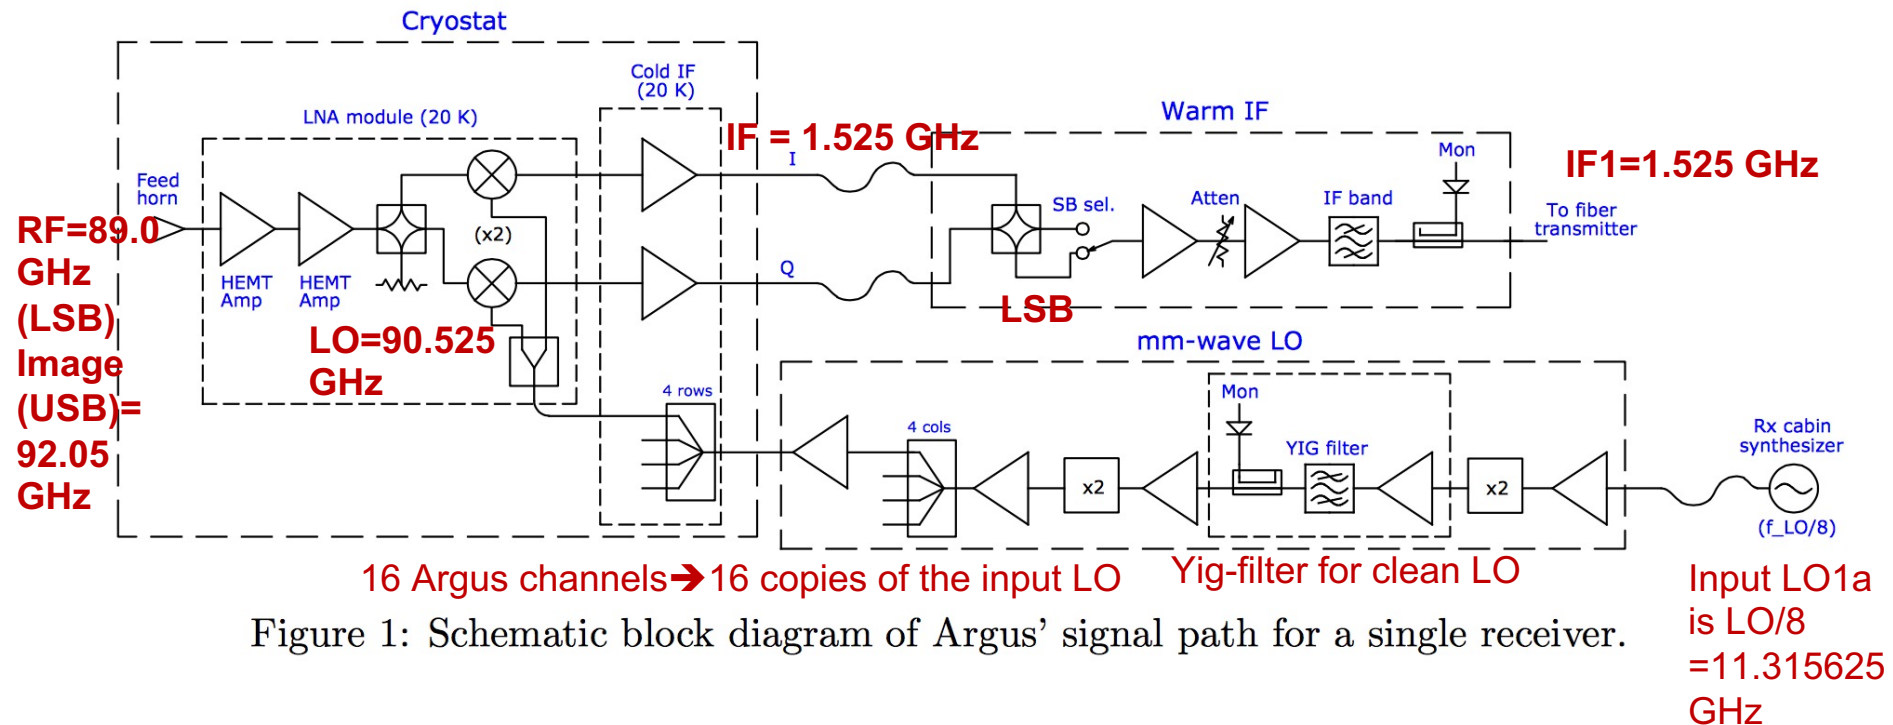 Cryostat
Cold IF
(20 K)
LNA module (20 K)
IF = 1.525 GHz
Warm IF
I
Mon
IF1=1.525 GHz
Feed
horn
SB sel.
Atten
IF band
To fiber
transmitter
RF=89.0
GHz
(LSB)
Image
(USB)=
92.05
GHz
(x2)
HEMT
Amp
HEMT
Amp
Q
LSB
LO=90.525
GHz
mm-wave LO
4 rows
Mon
4 cols
YIG filter
Rx cabin
synthesizer
x2
x2
(f_LO/8)
16 Argus channels➔16 copies of the input LO
Yig-filter for clean LO
Input LO1a
is LO/8
=11.315625
GHz
Figure 1: Schematic block diagram of Argus’ signal path for a single receiver.